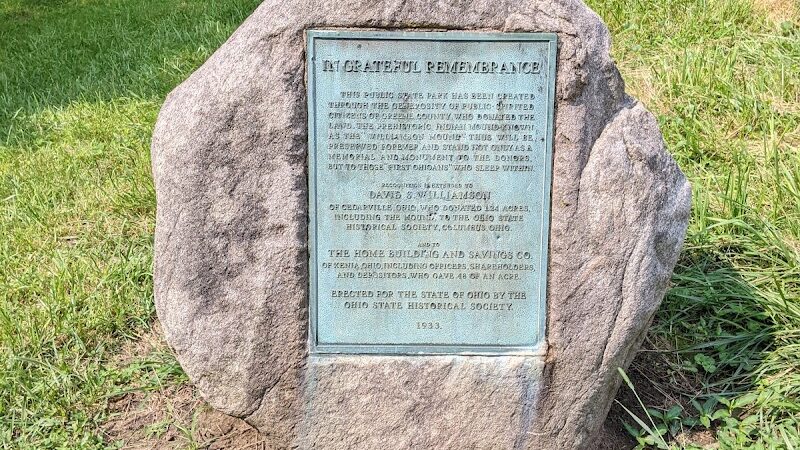 IN GRATEFUL REMEMBRANCE
THIS PUBLIC STATE PARK HAS BEEN CREATED
THROUGH THE GENEROSITY OF PUBLIC-SPIRITED
CITIZENS OF GREENE COUNTY, WHO DONATED THE
LAND. THE PREHISTORIC INDIAN MOUND KNOWN
AS THE "WILLIAMSON MOUND" THUS WILL BE
PRESERVED FOREVER AND STAND NOT ONLY AS A
MEMORIAL AND MONUMENT TO THE DONORS,
BUT TO THOSE "FIRST OHIOANS" WHO SLEEP WITHIN.
RECOGNITION IS EXTENDED TO
DAVID S. WILLIAMSON
OF CEDARVILLE, OHIO, WHO DONATED 124 ACRES,
INCLUDING THE MOUND, TO THE OHIO STATE
HISTORICAL SOCIETY, COLUMBUS, OHIO.
AND TO
THE HOME BUILDING AND SAVINGS CO.
OF XENIA, OHIO, INCLUDING OFFICERS, SHAREHOLDERS,
AND DEPOSITORS, WHO GAVE .48 OF AN ACRE.
ERECTED FOR THE STATE OF OHIO BY THE
OHIO STATE HISTORICAL SOCIETY.
1933.